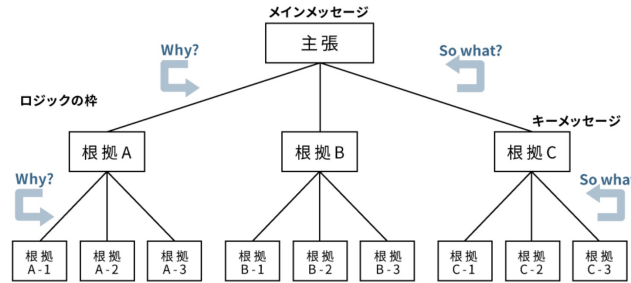 メインメッセージ
主張
Why?
So what?
ロジックの枠
キーメッセージ
根拠A
根拠B
根拠C
Why?
So wha
根拠
A-1
根拠
A-2
根拠
A-3
根拠
B-1
根拠
B-2
根拠
B-3
根拠
C-1
根拠
C-2
根拠
C-3